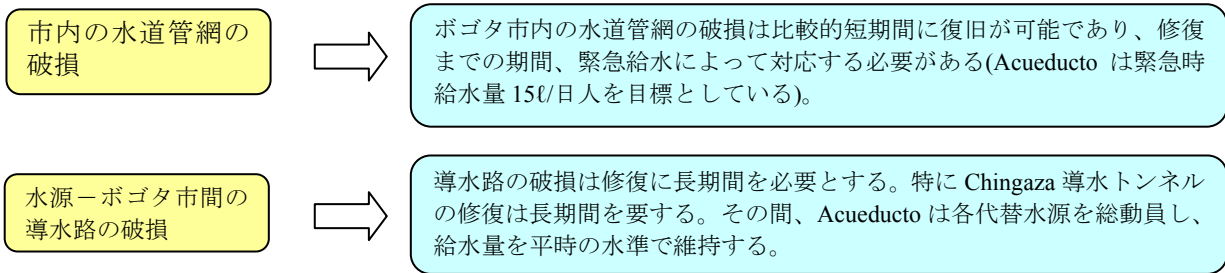 市内の水道管網の
破損
ボゴタ市内の水道管網の破損は比較的短期間に復旧が可能であり、修復
までの期間、緊急給水によって対応する必要がある(Acueducto は緊急時
給水量 15ℓ/日人を目標としている)。
水源－ボゴタ市間の
導水路の破損
導水路の破損は修復に長期間を必要とする。特に Chingaza 導水トンネル
の修復は長期間を要する。その間、Acueducto は各代替水源を総動員し、
給水量を平時の水準で維持する。